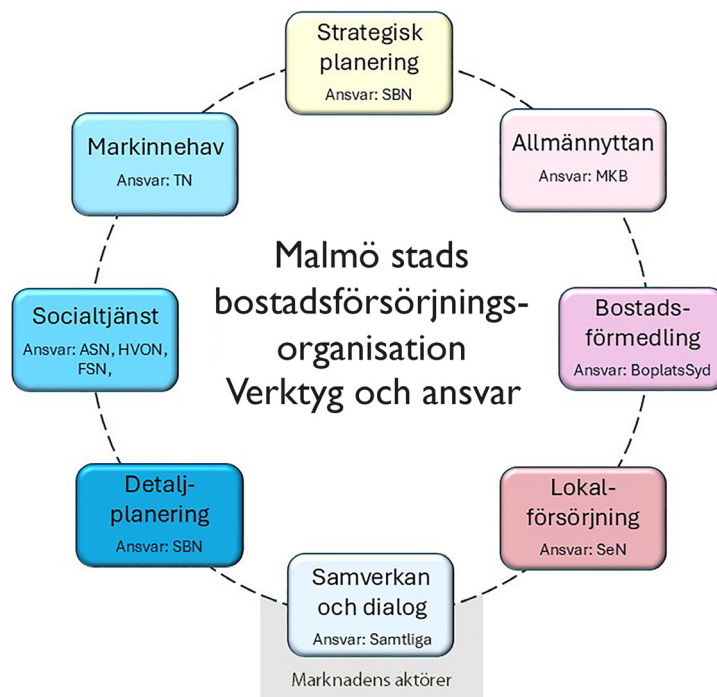 Strategisk
planering
Ansvar: SBN
Markinnehav
Ansvar: TN
Allmännyttan
Ansvar: MKB
Malmö stads
bostadsförsörjnings-
organisation
Verktyg och ansvar
Socialtjänst
Ansvar: ASN, HVON,
FSN,
Bostads-
förmedling
Ansvar: BoplatsSyd
Detalj-
planering
Ansvar: SBN
Lokal-
försörjning
Ansvar: SeN
Samverkan
och dialog
Ansvar: Samtliga
Marknadens aktörer